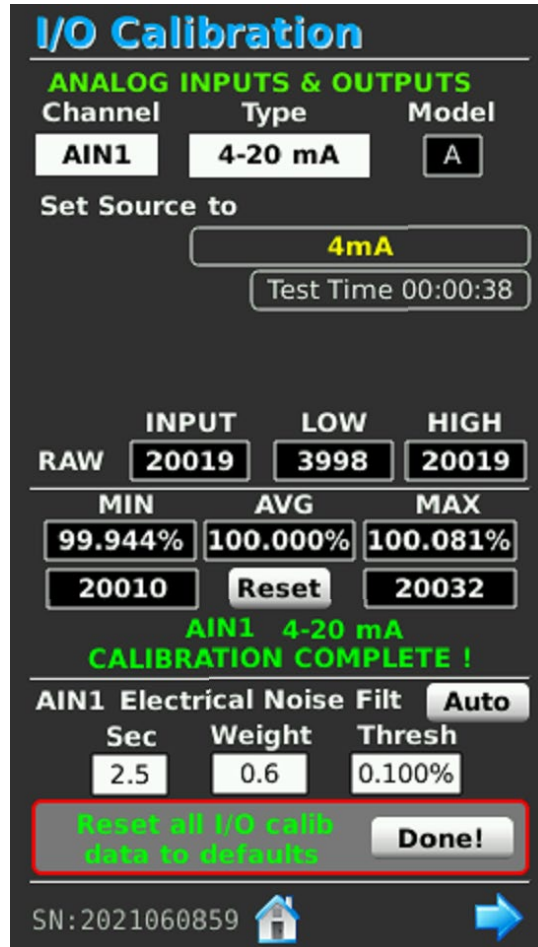 I/O Calibration
ANALOG INPUTS & OUTPUTS
Channel Type Model
AIN1 4-20 mA A
Set Source to
4mA
Test Time 00:00:38
INPUT LOW HIGH
RAW 20019 3998 20019
MIN AVG MAX
99.944% 100.000% 100.081%
20010 Reset 20032
AIN1 4-20 mA
CALIBRATION COMPLETE !
AIN1 Electrical Noise Filt Auto
Sec Weight Thresh
2.5 0.6 0.100%
Reset all I/O calib
data to defaults Done!
SN:2021060859